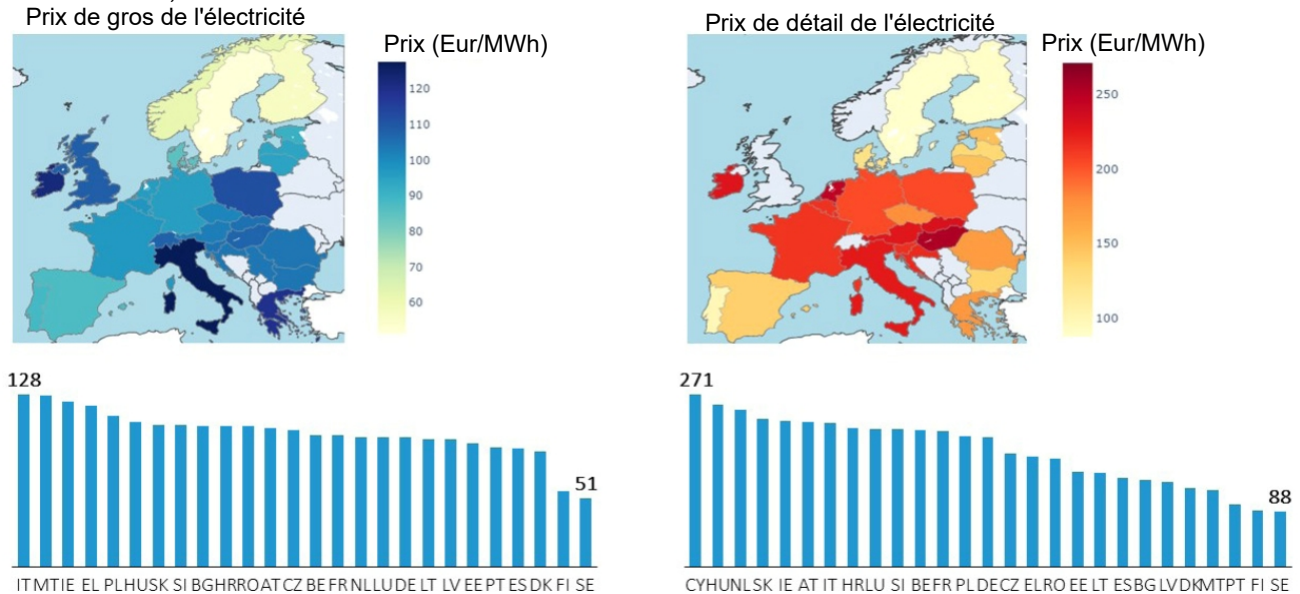 Prix de gros de l'électricité
Prix (Eur/MWh)
120
110
100
90
80
70
60
Prix de détail de l'électricité
Prix (Eur/MWh)
250
200
150
100
128
51
IT MT IE EL PL HU SK SI BG HR RO AT CZ BE FR NL LU DE LT LV EE PT ES DK FI SE
271
88
CY HU NL SK IE AT IT HR LU SI BE FR PL DE CZ EL RO EE LT ES BG LV DK MT PT FI SE